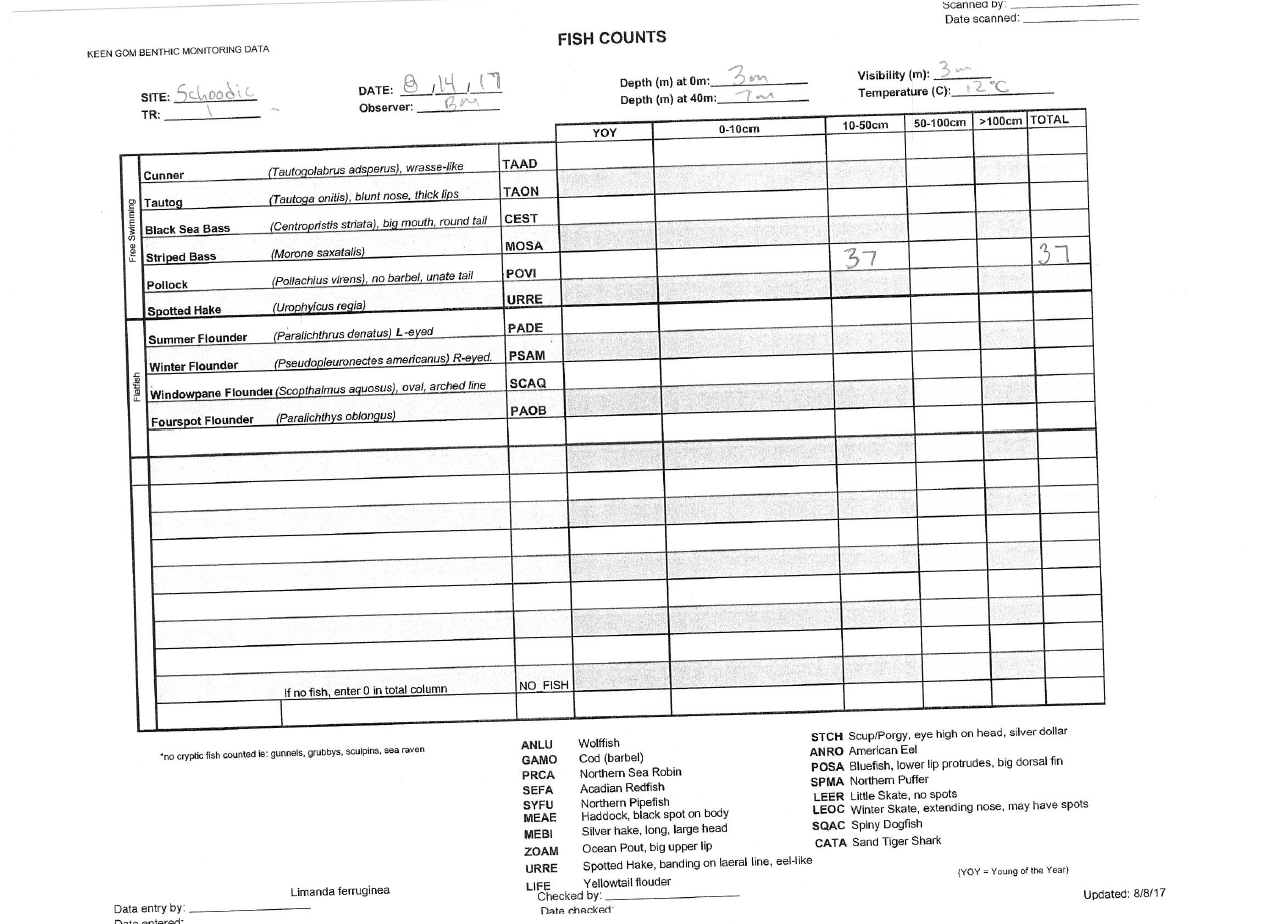 Scanned by: ____
Date scanned: ____
KEEN GOM BENTHIC MONITORING DATA
FISH COUNTS
SITE: Schoodic
DATE: 8,14,17
Depth (m) at 0m: 3m
Visibility (m): 3m
TR: 1
Observer: Bm
Depth (m) at 40m: 7m
Temperature (C): 12°C
YOY 0-10cm 10-50cm 50-100cm >100cm TOTAL
Free Swimming
Cunner (Tautogolabrus adsperus), wrasse-like TAAD
Tautog (Tautoga onitis), blunt nose, thick lips TAON
Black Sea Bass (Centropristis striata), big mouth, round tail CEST
Striped Bass (Morone saxatalis) MOSA 37 37
Pollock (Pollachius virens), no barbel, unate tail POVI
Spotted Hake (Urophyicus regia) URRE
Flatfish
Summer Flounder (Paralichthrus denatus) L-eyed PADE
Winter Flounder (Pseudopleuronectes americanus) R-eyed. PSAM
Windowpane Flounder (Scopthalmus aquosus), oval, arched line SCAQ
Fourspot Flounder (Paralichthys oblongus) PAOB
If no fish, enter 0 in total column NO FISH
*no cryptic fish counted ie: gunnels, grubbys, sculpins, sea raven
ANLU Wolffish
GAMO Cod (barbel)
PRCA Northern Sea Robin
SEFA Acadian Redfish
SYFU Northern Pipefish
MEAE Haddock, black spot on body
MEBI Silver hake, long, large head
ZOAM Ocean Pout, big upper lip
URRE Spotted Hake, banding on laeral line, eel-like
LIFE Yellowtail flouder
STCH Scup/Porgy, eye high on head, silver dollar
ANRO American Eel
POSA Bluefish, lower lip protrudes, big dorsal fin
SPMA Northern Puffer
LEER Little Skate, no spots
LEOC Winter Skate, extending nose, may have spots
SQAC Spiny Dogfish
CATA Sand Tiger Shark
(YOY = Young of the Year)
Limanda ferruginea
Data entry by: ____
Checked by: ____
Updated: 8/8/17
Data entered:
Date checked: